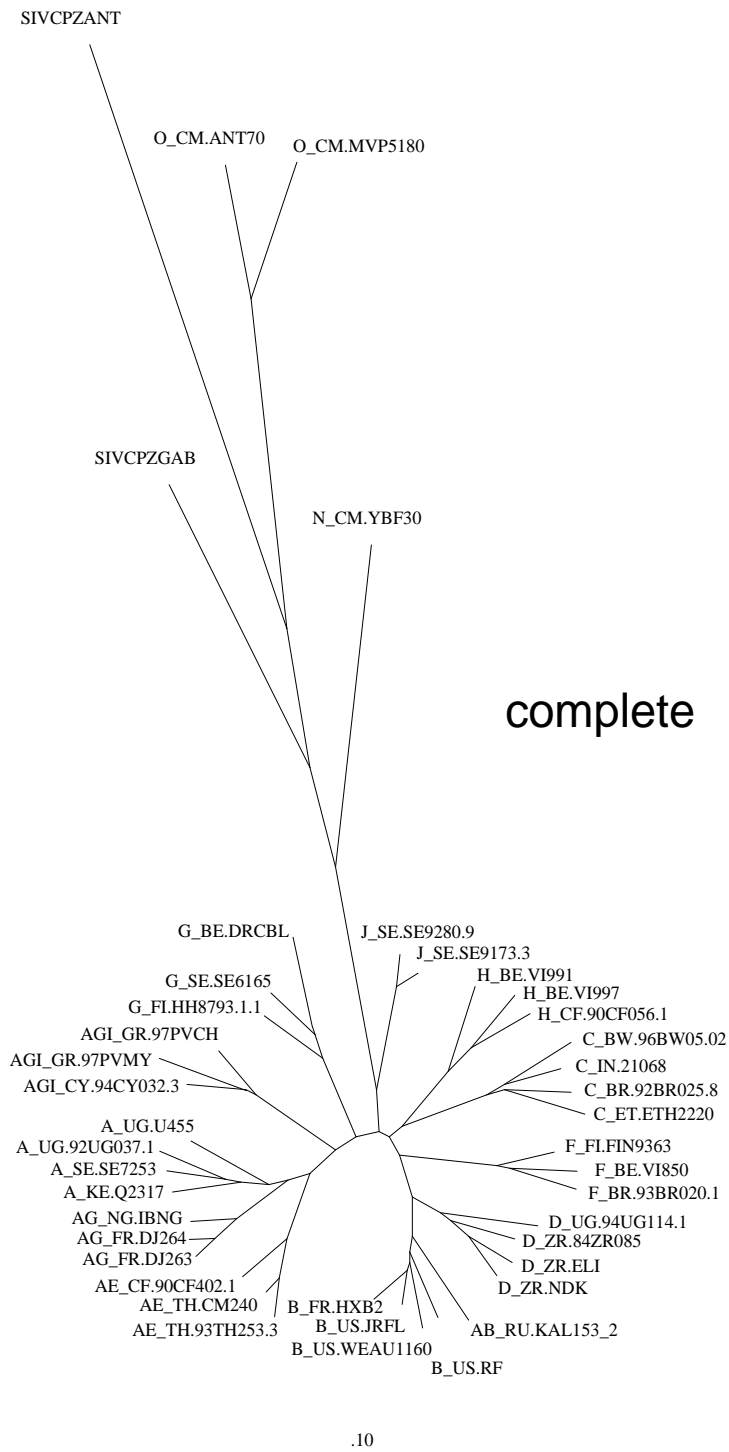 SIVCPZANT
O_CM.ANT70
O_CM.MVP5180
SIVCPZGAB
N_CM.YBF30
complete
G_BE.DRCBL
J_SE.SE9280.9
J_SE.SE9173.3
G_SE.SE6165
H_BE.VI991
H_BE.VI997
G_FI.HH8793.1.1
H_CF.90CF056.1
AGI_GR.97PVCH
C_BW.96BW05.02
AGI_GR.97PVMY
C_IN.21068
AGI_CY.94CY032.3
C_BR.92BR025.8
C_ET.ETH2220
A_UG.U455
A_UG.92UG037.1
F_FI.FIN9363
A_SE.SE7253
F_BE.VI850
A_KE.Q2317
F_BR.93BR020.1
AG_NG.IBNG
D_UG.94UG114.1
AG_FR.DJ264
D_ZR.84ZR085
AG_FR.DJ263
D_ZR.ELI
AE_CF.90CF402.1
D_ZR.NDK
AE_TH.CM240
B_FR.HXB2
AE_TH.93TH253.3
B_US.JRFL
AB_RU.KAL153_2
B_US.WEAU1160
B_US.RF
.10